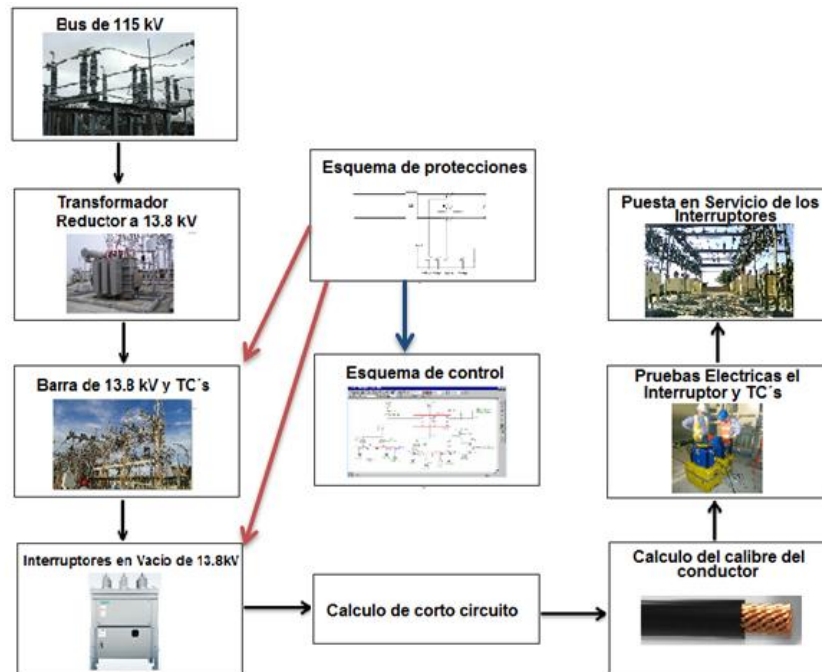 Bus de 115 kV
Transformador
Reductor a 13.8 kV
Barra de 13.8 kV y TC´s
Interruptores en Vacio de 13.8kV
Esquema de protecciones
Esquema de control
Calculo de corto circuito
Puesta en Servicio de los
Interruptores
Pruebas Electricas el
Interruptor y TC´s
Calculo del calibre del
conductor